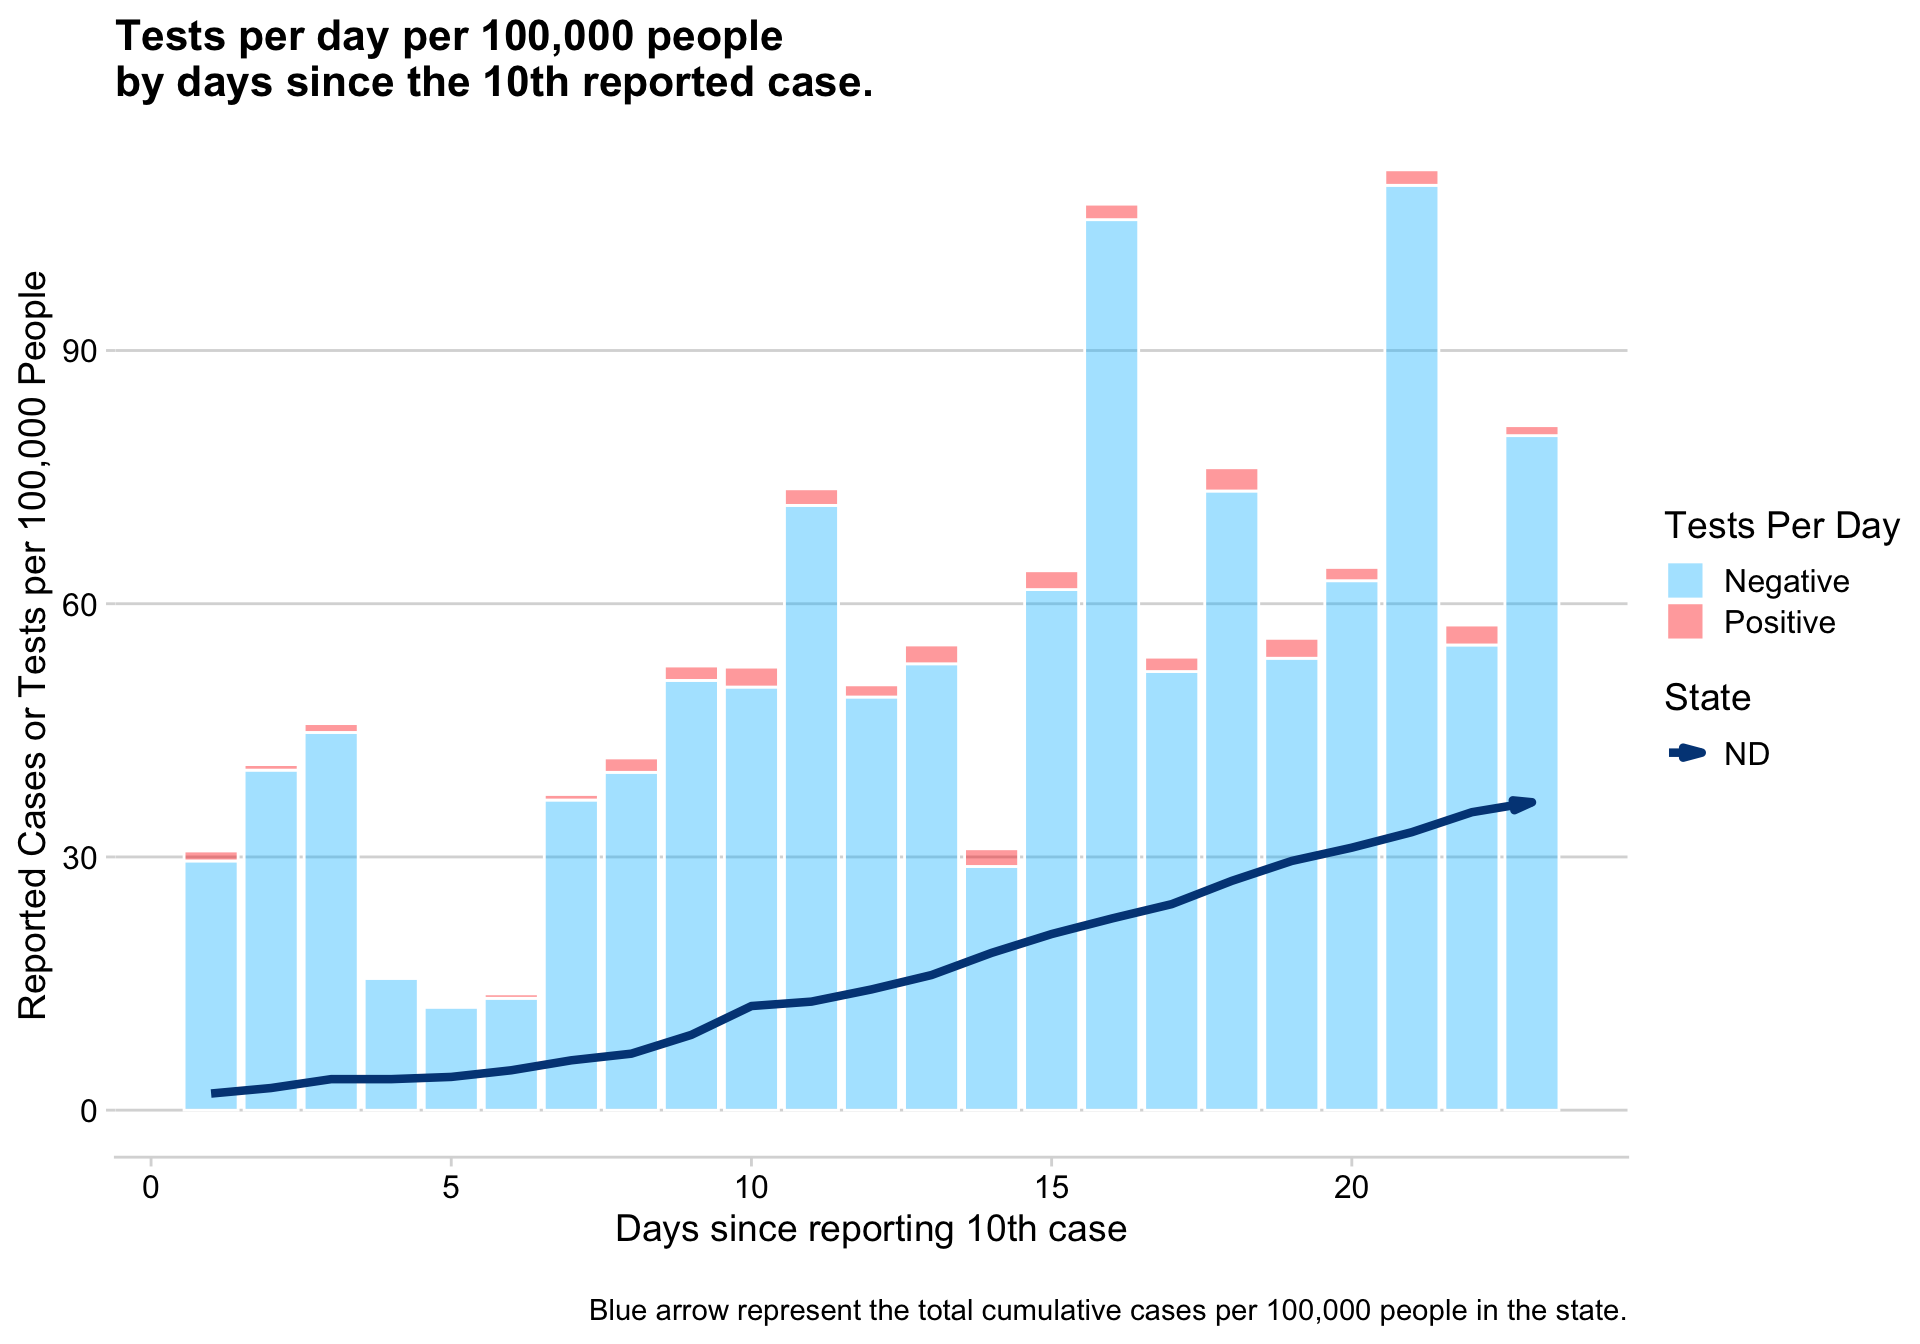 Tests per day per 100,000 people
by days since the 10th reported case.
Reported Cases or Tests per 100,000 People
90
60
30
0
0
5
10
15
20
Days since reporting 10th case
Tests Per Day
Negative
Positive
State
ND
Blue arrow represent the total cumulative cases per 100,000 people in the state.